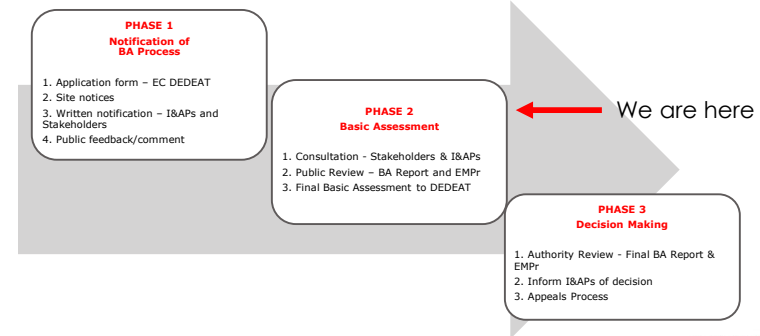 PHASE 1
Notification of
BA Process
1. Application form – EC DEDEAT
2. Site notices
3. Written notification – I&APs and
Stakeholders
4. Public feedback/comment
PHASE 2
Basic Assessment
1. Consultation - Stakeholders & I&APs
2. Public Review – BA Report and EMPr
3. Final Basic Assessment to DEDEAT
We are here
PHASE 3
Decision Making
1. Authority Review - Final BA Report &
EMPr
2. Inform I&APs of decision
3. Appeals Process